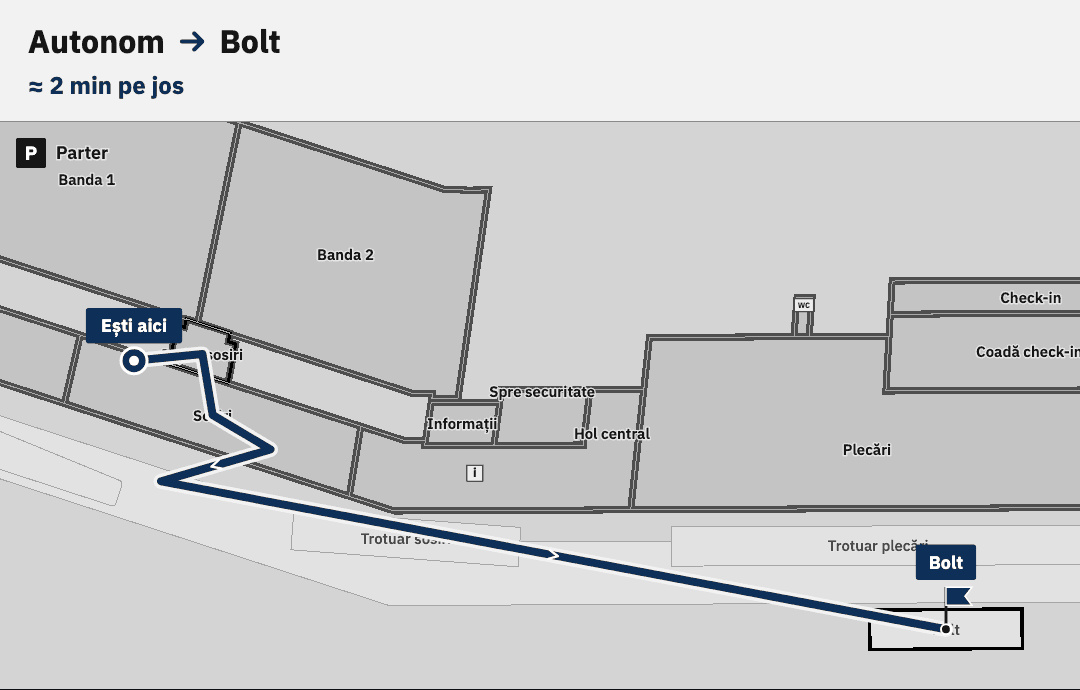 Autonom → Bolt
≈ 2 min pe jos
P Parter
Banda 1
Banda 2
wc
Check-in
Ești aici
sosiri
Coadă check-in
Spre securitate
Informații
Hol central
Plecări
i
Trotuar plecări
Bolt